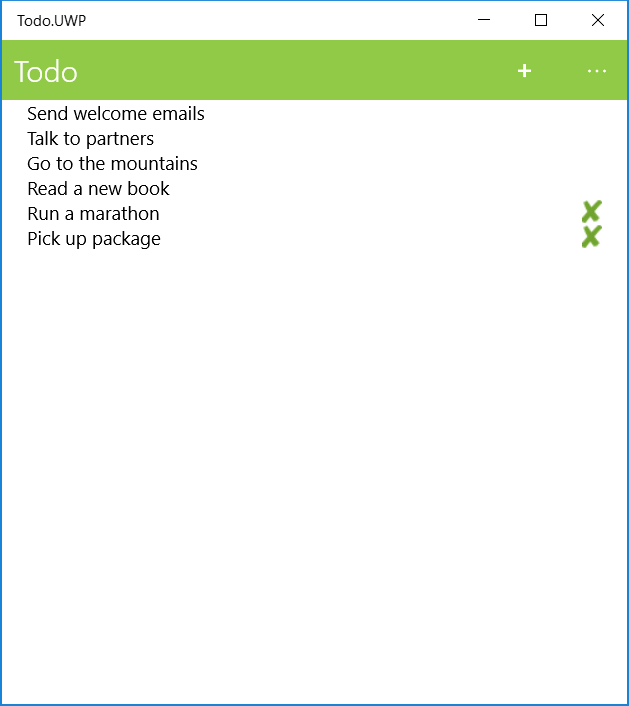 Todo.UWP
Todo
Send welcome emails
Talk to partners
Go to the mountains
Read a new book
Run a marathon
Pick up package